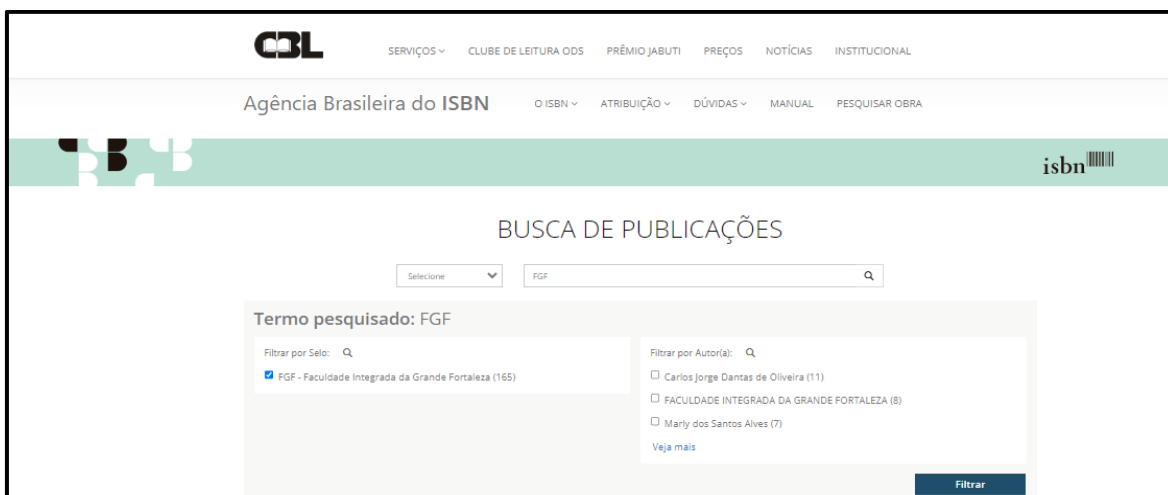 CBL SERVIÇOS CLUBE DE LEITURA ODS PRÊMIO JABUTI PREÇOS NOTÍCIAS INSTITUCIONAL
Agência Brasileira do ISBN O ISBN ATRIBUIÇÃO DÚVIDAS MANUAL PESQUISAR OBRA
isbn
BUSCA DE PUBLICAÇÕES
Selecione FGF
Termo pesquisado: FGF
Filtrar por Selo: Filtrar por Autor(a):
FGF - Faculdade Integrada da Grande Fortaleza (165) Carlos Jorge Dantas de Oliveira (11)
FACULDADE INTEGRADA DA GRANDE FORTALEZA (8)
Marly dos Santos Alves (7)
Veja mais
Filtrar